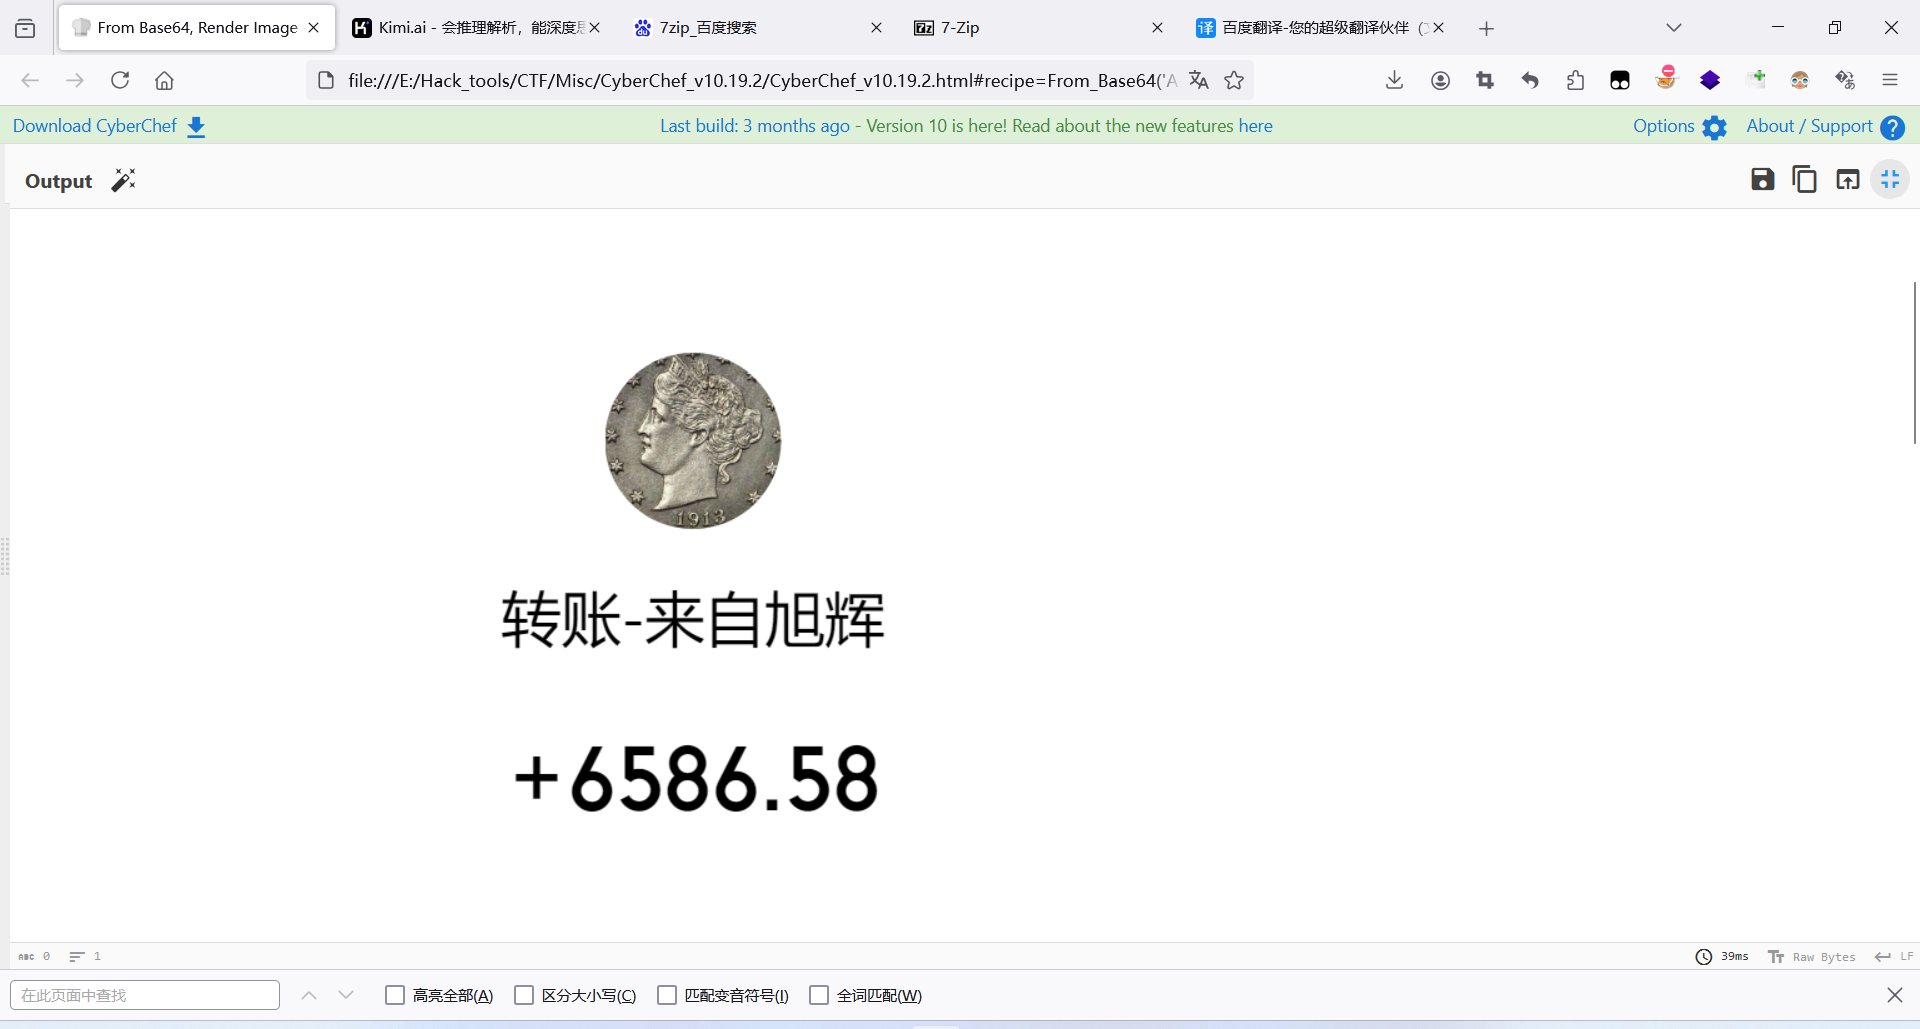 From Base64, Render Image
Kimi.ai - 会推理解析，能深度思
7zip_百度搜索
7-Zip
百度翻译-您的超级翻译伙伴（
file:///E:/Hack_tools/CTF/Misc/CyberChef_v10.19.2/CyberChef_v10.19.2.html#recipe=From_Base64('A
Download CyberChef
Last build: 3 months ago - Version 10 is here! Read about the new features here
Options
About / Support
Output
1913
转账-来自旭辉
+6586.58
ABC 0
1
39ms
Raw Bytes
LF
在此页面中查找
高亮全部(A)
区分大小写(C)
匹配变音符号(I)
全词匹配(W)